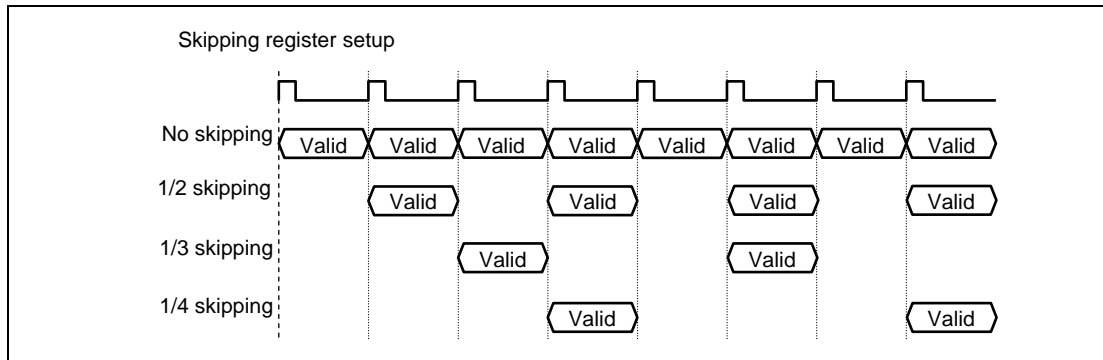 Skipping register setup
No skipping Valid Valid Valid Valid Valid Valid Valid Valid
1/2 skipping Valid Valid Valid Valid
1/3 skipping Valid Valid
1/4 skipping Valid Valid